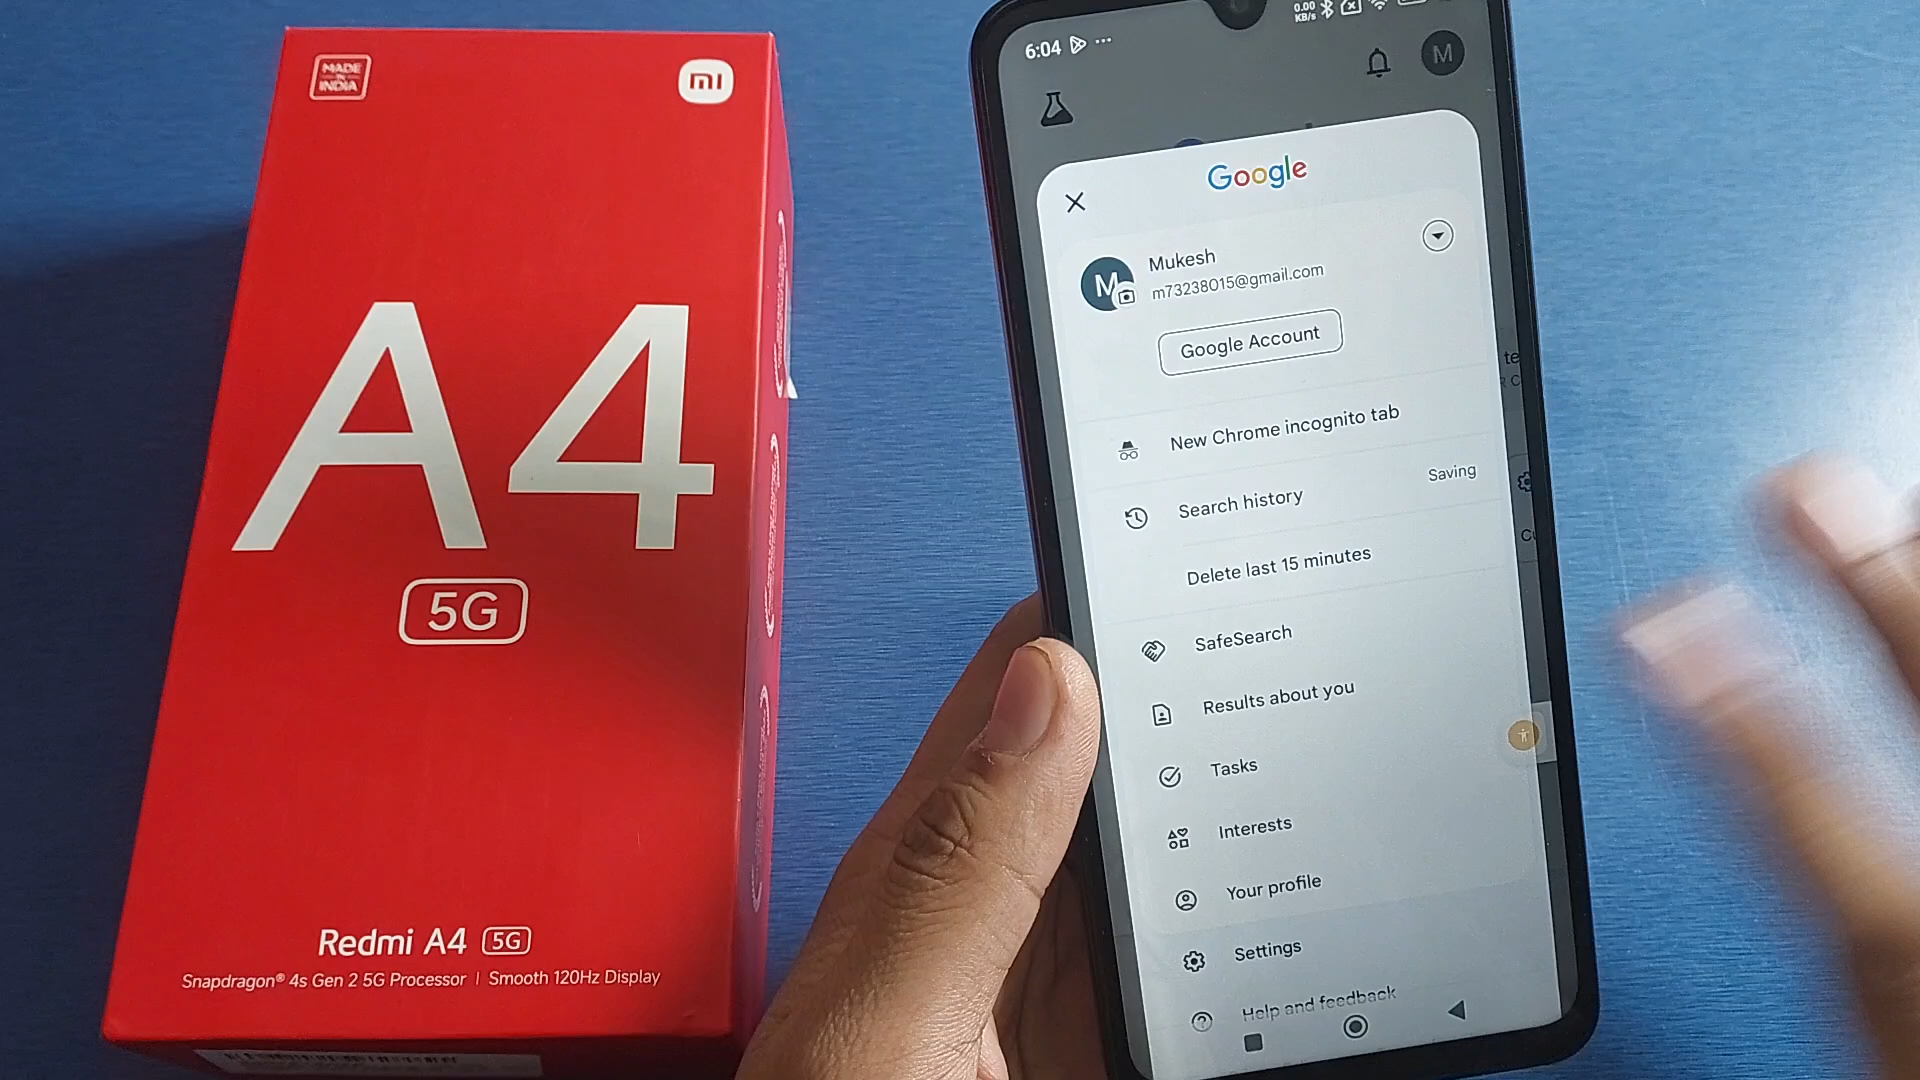 MADE
IN
INDIA
mi
A4
5G
Redmi A4 5G
Snapdragon® 4s Gen 2 5G Processor | Smooth 120Hz Display
6:04
0.00
KB/s
M
Google
M
Mukesh
m73238015@gmail.com
Google Account
New Chrome incognito tab
Search history
Saving
Delete last 15 minutes
SafeSearch
Results about you
Tasks
Interests
Your profile
Settings
Help and feedback